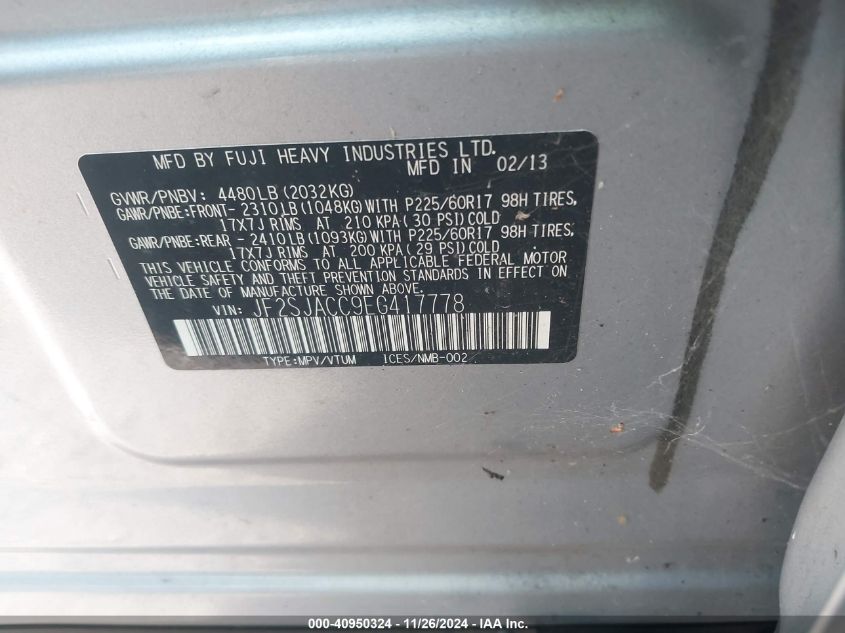 MFD BY FUJI HEAVY INDUSTRIES LTD.
MFD IN 02/13
GVWR/PNBV: 4480LB(2032KG)
GAWR/PNBE:FRONT- 2310LB(1048KG)WITH P225/60R17 98H TIRES,
17X7J RIMS AT 210 KPA(30 PSI)COLD
GAWR/PNBE:REAR - 2410LB(1093KG)WITH P225/60R17 98H TIRES,
17X7J RIMS AT 200 KPA(29 PSI)COLD
THIS VEHICLE CONFORMS TO ALL APPLICABLE FEDERAL MOTOR
VEHICLE SAFETY AND THEFT PREVENTION STANDARDS IN EFFECT ON
THE DATE OF MANUFACTURE SHOWN ABOVE.
VIN: JF2SJACC9EG417778
TYPE:MPV/VTUM ICES/NMB-002
000-40950324 - 11/26/2024 - IAA Inc.